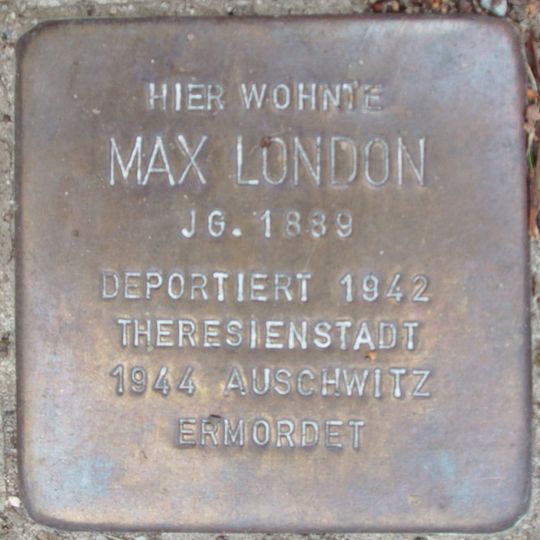 HIER WOHNTE
MAX LONDON
JG. 1889
DEPORTIERT 1942
THERESIENSTADT
1944 AUSCHWITZ
ERMORDET